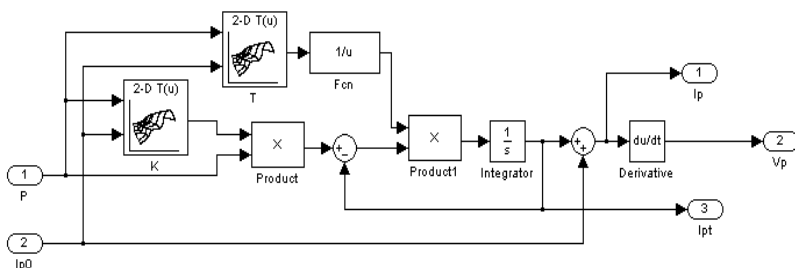 2-D T(u)
T
1/u
Fcn
2-D T(u)
K
×
Product
+
−
×
Product1
1
s
Integrator
+
+
du/dt
Derivative
1
Ip
2
Vp
3
Ipt
1
P
2
Ip0